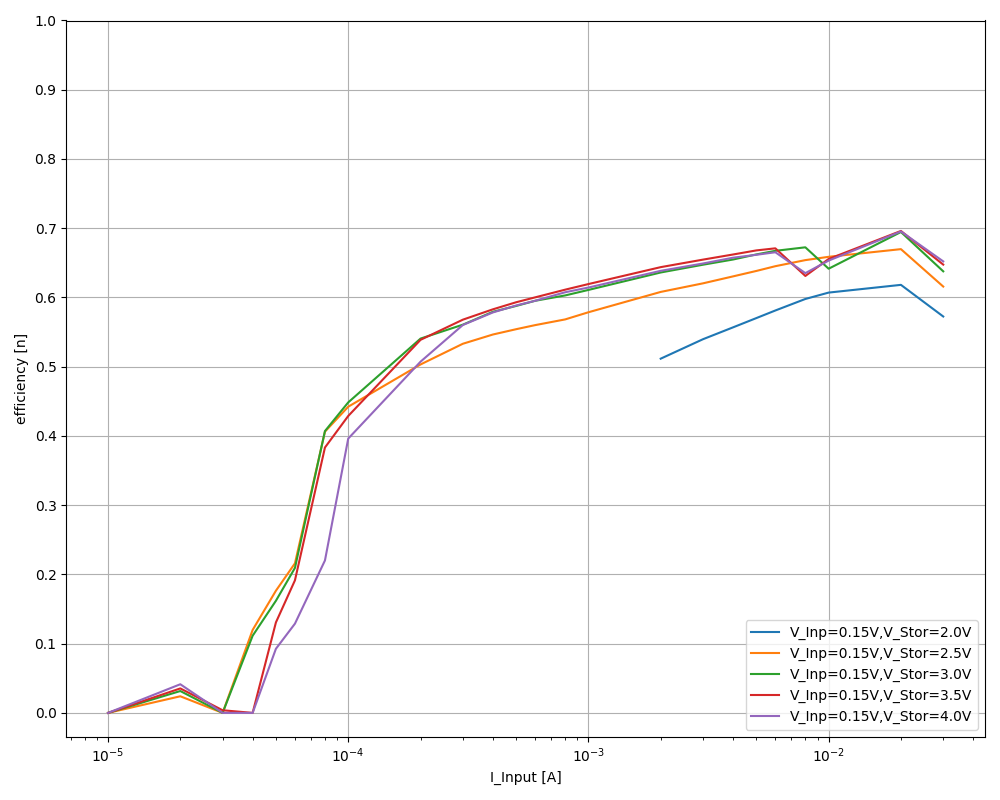 1.0
0.9
0.8
0.7
0.6
0.5
0.4
0.3
0.2
0.1
0.0
efficiency [n]
10⁻⁵ 10⁻⁴ 10⁻³ 10⁻²
I_Input [A]
V_Inp=0.15V,V_Stor=2.0V
V_Inp=0.15V,V_Stor=2.5V
V_Inp=0.15V,V_Stor=3.0V
V_Inp=0.15V,V_Stor=3.5V
V_Inp=0.15V,V_Stor=4.0V